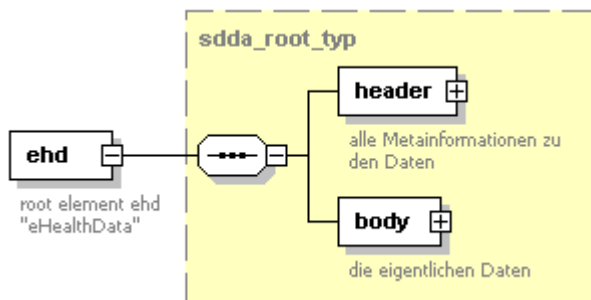 sdda_root_typ
header
alle Metainformationen zu
den Daten
ehd
root element ehd
"eHealthData"
body
die eigentlichen Daten